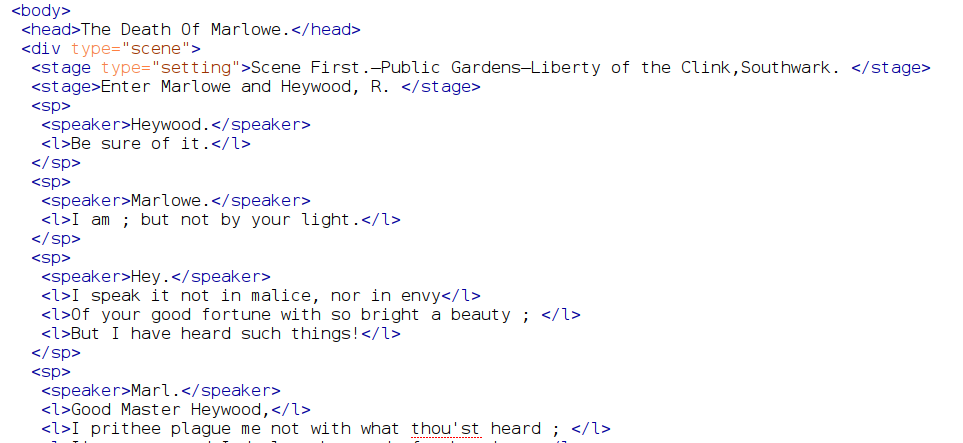 <body>
<head>The Death Of Marlowe.</head>
<div type="scene">
<stage type="setting">Scene First.—Public Gardens—Liberty of the Clink,Southwark. </stage>
<stage>Enter Marlowe and Heywood, R. </stage>
<sp>
<speaker>Heywood.</speaker>
<l>Be sure of it.</l>
</sp>
<sp>
<speaker>Marlowe.</speaker>
<l>I am ; but not by your light.</l>
</sp>
<sp>
<speaker>Hey.</speaker>
<l>I speak it not in malice, nor in envy</l>
<l>Of your good fortune with so bright a beauty ; </l>
<l>But I have heard such things!</l>
</sp>
<sp>
<speaker>Marl.</speaker>
<l>Good Master Heywood,</l>
<l>I prithee plague me not with what thou'st heard ; </l>